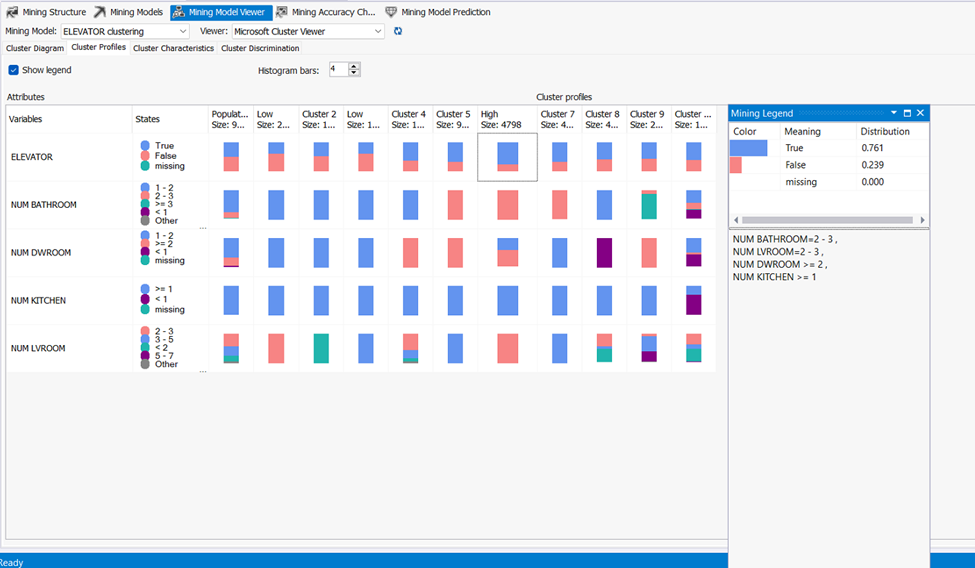 Mining Structure Mining Models Mining Model Viewer Mining Accuracy Ch... Mining Model Prediction
Mining Model: ELEVATOR clustering Viewer: Microsoft Cluster Viewer
Cluster Diagram Cluster Profiles Cluster Characteristics Cluster Discrimination
Show legend Histogram bars: 4
Attributes Cluster profiles
Variables States Populat... Low Cluster 2 Low Cluster 4 Cluster 5 High Cluster 7 Cluster 8 Cluster 9 Cluster ...
Size: 9... Size: 2... Size: 1... Size: 1... Size: 1... Size: 9... Size: 4798 Size: 4... Size: 4... Size: 2... Size: 1...
ELEVATOR
True
False
missing
NUM BATHROOM
1 - 2
2 - 3
>= 3
< 1
Other
...
NUM DWROOM
1 - 2
>= 2
< 1
missing
NUM KITCHEN
>= 1
< 1
missing
NUM LVROOM
2 - 3
3 - 5
< 2
5 - 7
Other
...
Mining Legend
Color Meaning Distribution
True 0.761
False 0.239
missing 0.000
NUM BATHROOM=2 - 3 ,
NUM LVROOM=2 - 3 ,
NUM DWROOM >= 2 ,
NUM KITCHEN >= 1
Ready